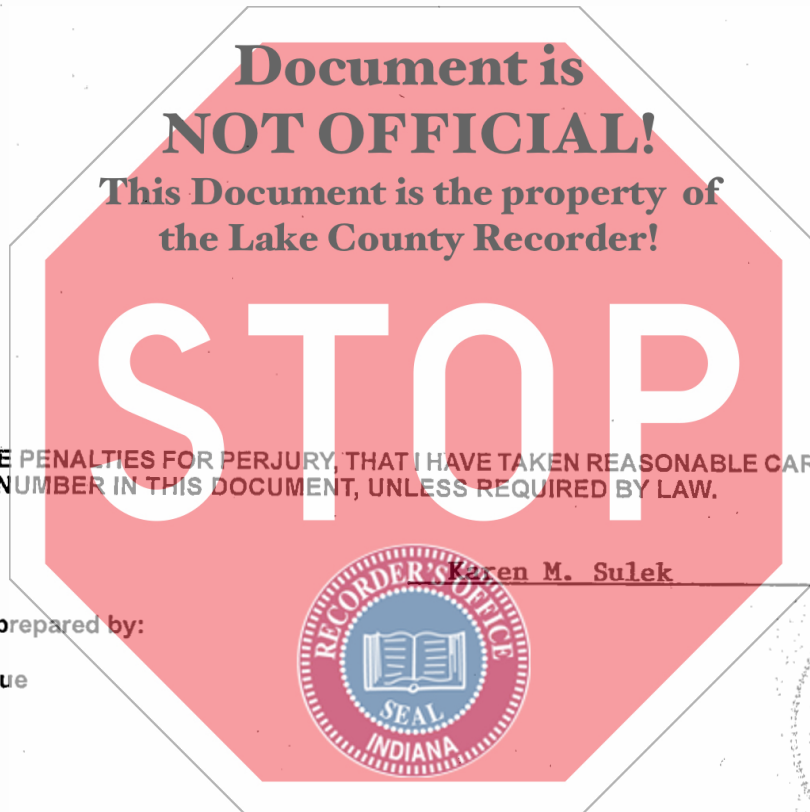 Document is
NOT OFFICIAL!
This Document is the property of
the Lake County Recorder!
STOP
E PENALTIES FOR PERJURY, THAT I HAVE TAKEN REASONABLE CAR
NUMBER IN THIS DOCUMENT, UNLESS REQUIRED BY LAW.
Karen M. Sulek
RECORDER'S OFFICE
SEAL
INDIANA
prepared by:
ue